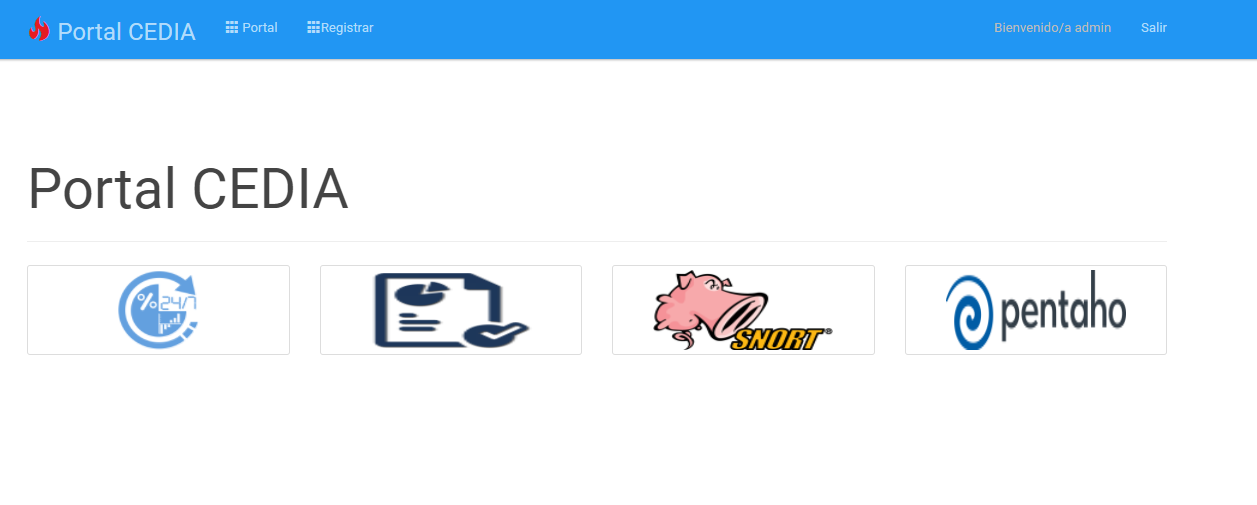 Portal CEDIA
Portal
Registrar
Bienvenido/a admin
Salir
Portal CEDIA
% 24/7
SNORT®
pentaho